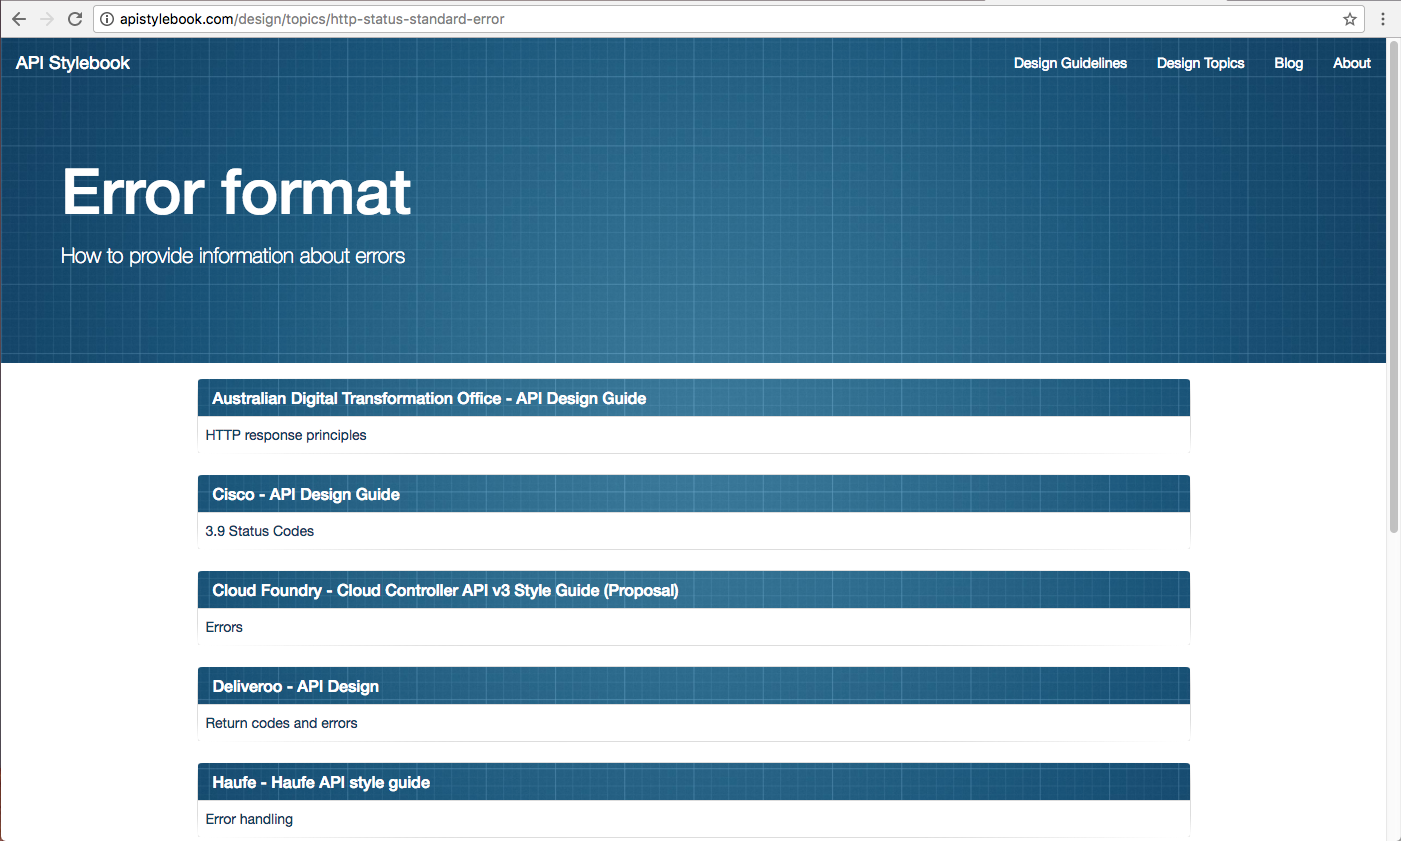 apistylebook.com/design/topics/http-status-standard-error
API Stylebook
Design Guidelines
Design Topics
Blog
About
Error format
How to provide information about errors
Australian Digital Transformation Office - API Design Guide
HTTP response principles
Cisco - API Design Guide
3.9 Status Codes
Cloud Foundry - Cloud Controller API v3 Style Guide (Proposal)
Errors
Deliveroo - API Design
Return codes and errors
Haufe - Haufe API style guide
Error handling